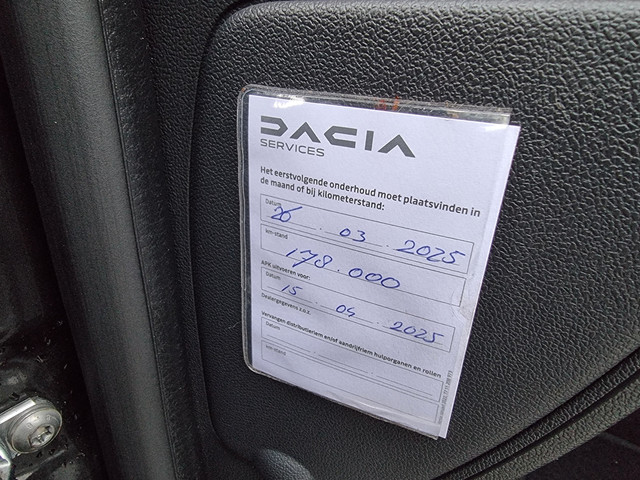 DACIA
SERVICES
Het eerstvolgende onderhoud moet plaatsvinden in
de maand of bij kilometerstand:
Datum
26 03 2025
km-stand
178.000
APK uitvoeren voor:
Datum
15 04 2025
Dealergegevens z.o.z.
Vervangen distributieriem en/of aandrijfriem hulporganen en rollen
Datum
km-stand